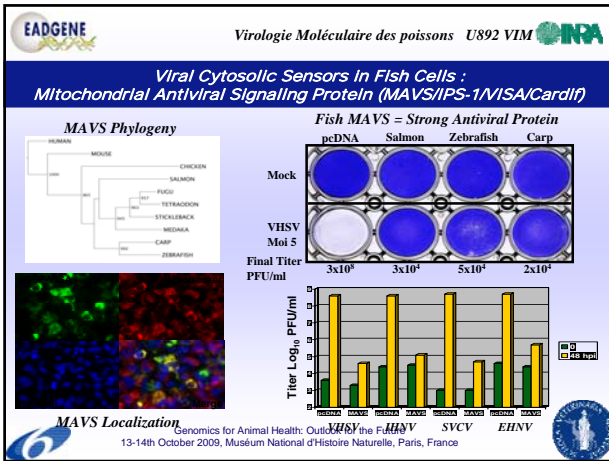 EADGENE
Virologie Moléculaire des poissons U892 VIM INRA
Viral Cytosolic Sensors in Fish Cells :
Mitochondrial Antiviral Signaling Protein (MAVS/IPS-1/VISA/Cardif)
MAVS Phylogeny
HUMAN
MOUSE
CHICKEN
SALMON
FUGU
TETRAODON
STICKLEBACK
MEDAKA
CARP
ZEBRAFISH
Fish MAVS = Strong Antiviral Protein
pcDNA Salmon Zebrafish Carp
Mock
VHSV
Moi 5
Final Titer
PFU/ml
3x10⁸ 3x10⁴ 5x10⁴ 2x10⁴
Merge
MAVS Localization
Titer Log₁₀ PFU/ml
0
48 hpi
pcDNA MAVS pcDNA MAVS pcDNA MAVS pcDNA MAVS
VHSV IHNV SVCV EHNV
6
Genomics for Animal Health: Outlook for the Future
13-14th October 2009, Muséum National d'Histoire Naturelle, Paris, France